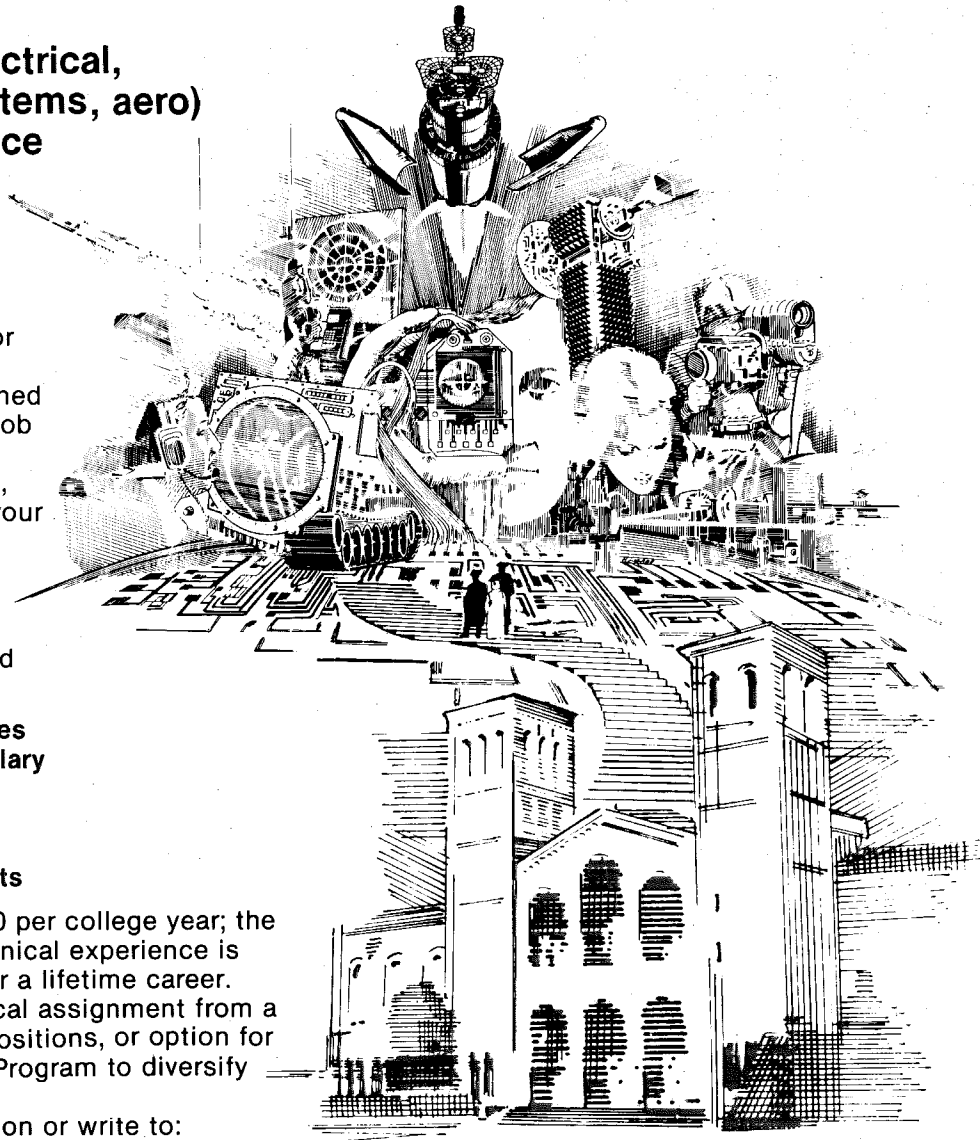 ctrical,
tems, aero)
ce
or
ned
ob
,
your
d
es
lary
ts
0 per college year; the
nical experience is
r a lifetime career.
cal assignment from a
ositions, or option for
Program to diversify
on or write to: